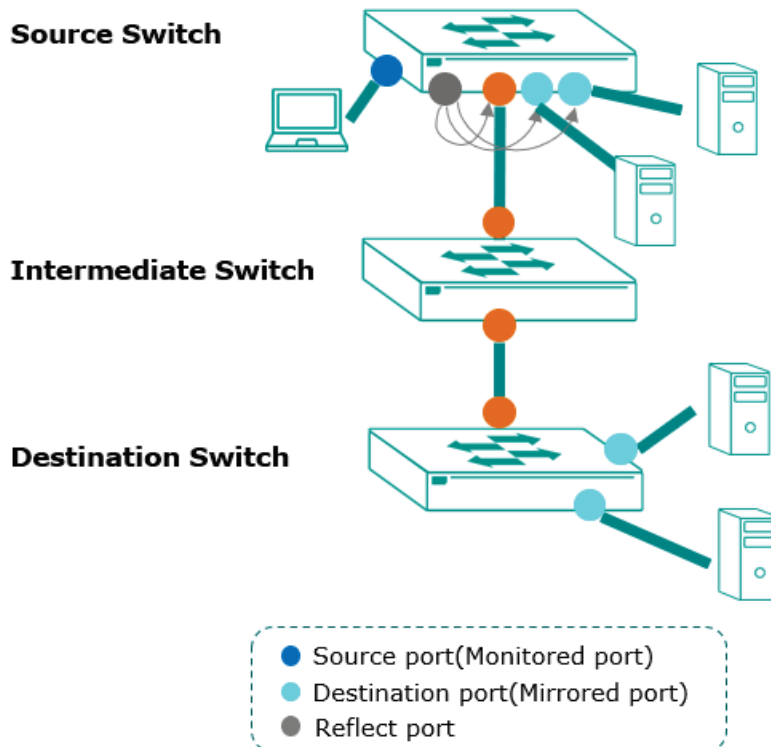 Source Switch
Intermediate Switch
Destination Switch
Source port(Monitored port)
Destination port(Mirrored port)
Reflect port